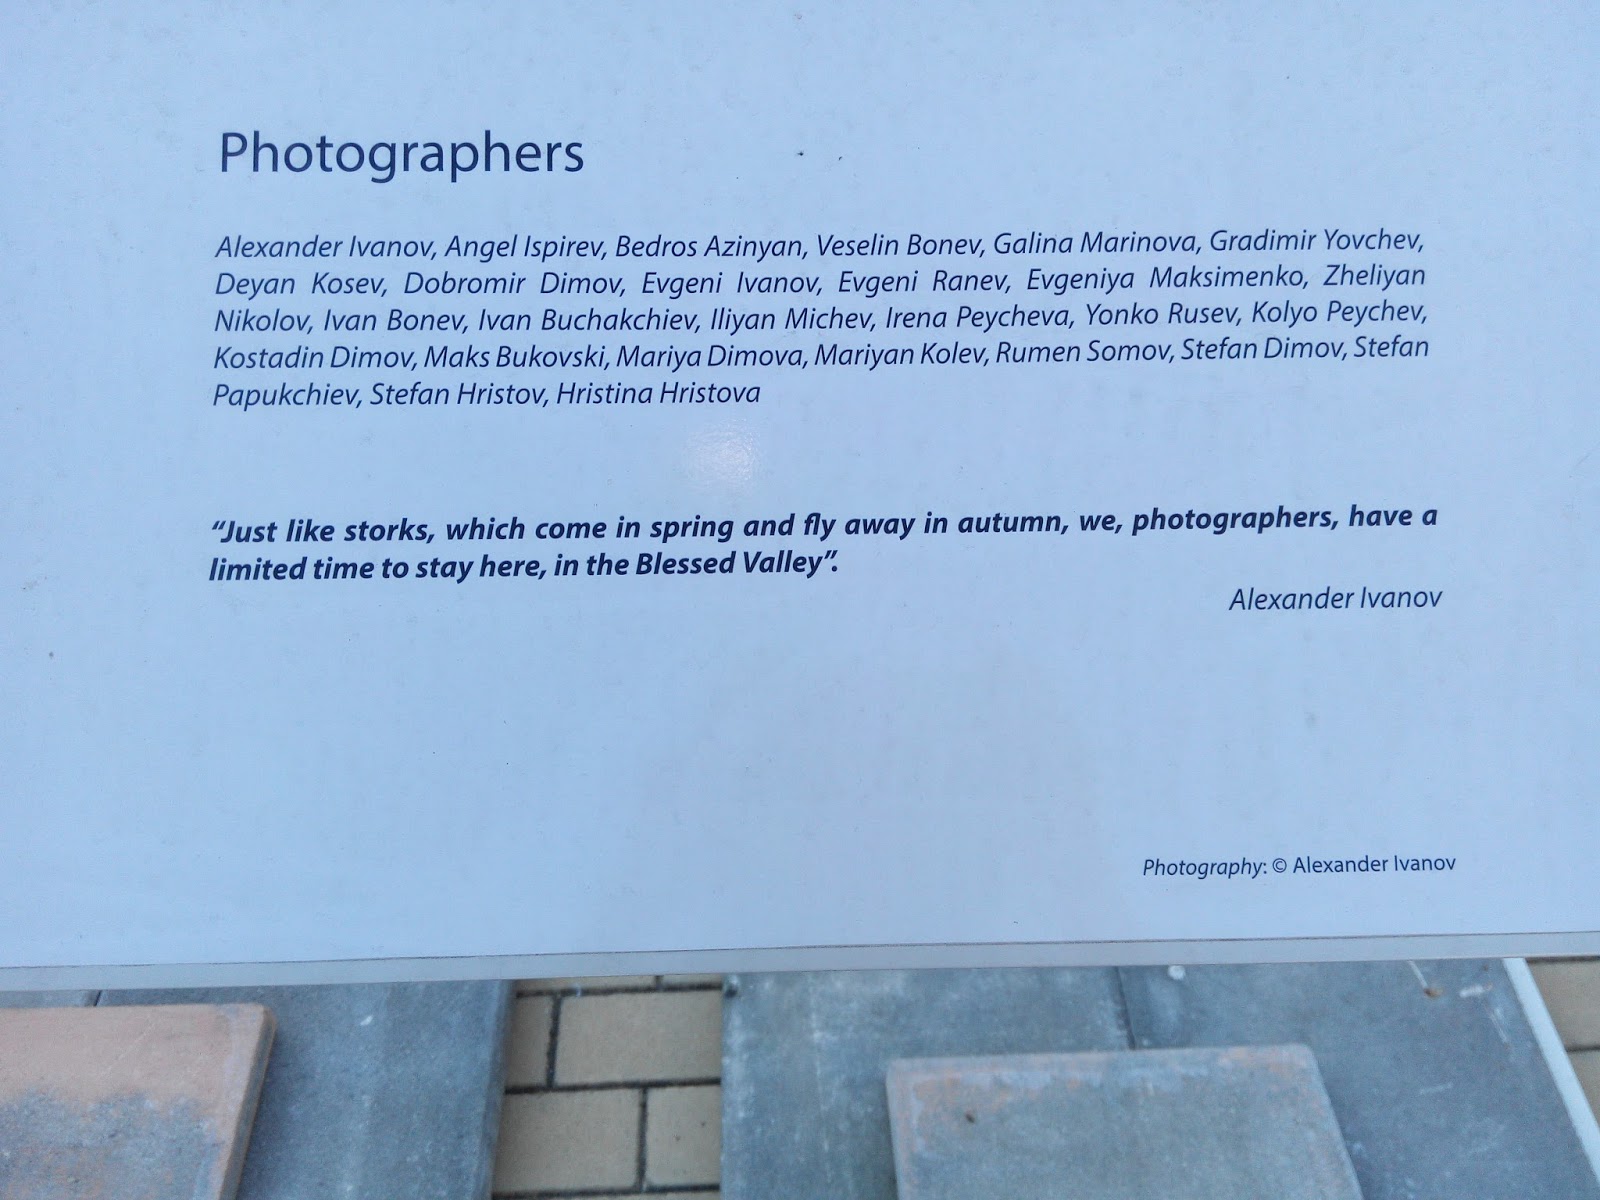 Photographers
Alexander Ivanov, Angel Ispirev, Bedros Azinyan, Veselin Bonev, Galina Marinova, Gradimir Yovchev,
Deyan Kosev, Dobromir Dimov, Evgeni Ivanov, Evgeni Ranev, Evgeniya Maksimenko, Zheliyan
Nikolov, Ivan Bonev, Ivan Buchakchiev, Iliyan Michev, Irena Peycheva, Yonko Rusev, Kolyo Peychev,
Kostadin Dimov, Maks Bukovski, Mariya Dimova, Mariyan Kolev, Rumen Somov, Stefan Dimov, Stefan
Papukchiev, Stefan Hristov, Hristina Hristova
“Just like storks, which come in spring and fly away in autumn, we, photographers, have a
limited time to stay here, in the Blessed Valley”.
Alexander Ivanov
Photography: © Alexander Ivanov